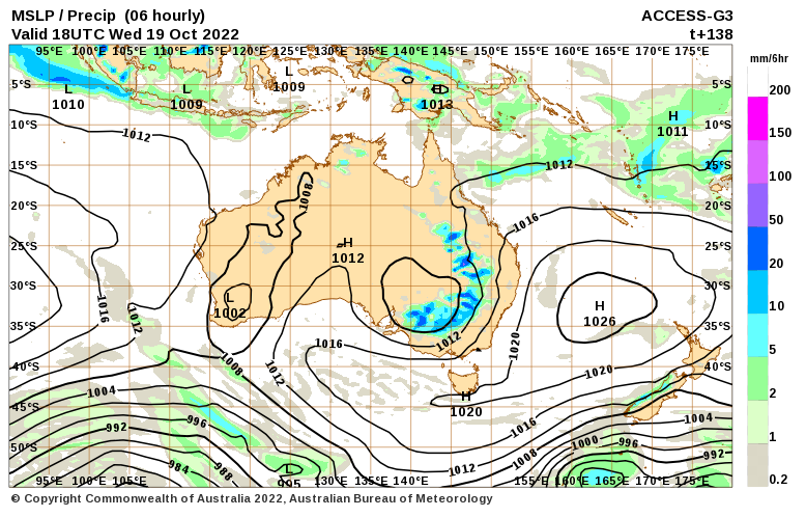 MSLP / Precip (06 hourly) ACCESS-G3
Valid 18UTC Wed 19 Oct 2022 t+138
95°E 100°E 105°E 110°E 115°E 120°E 125°E 130°E 135°E 140°E 145°E 150°E 155°E 160°E 165°E 170°E 175°E
mm/6hr
L 1009
5°S L 1010 L 1009 H 1013 5°S
200
H 1011
10°S 10°S
1012
150
15°S 1012 15°S
100
1008
20°S 1016 20°S
50
25°S H 1012 25°S
20
30°S L 1002 H 1026 30°S
10
1016 1012
35°S 35°S
1012 1020
5
1016
1008
40°S 1012 1020 40°S
2
1004
H 1020
45°S 45°S
996 1016 1004
1
992 1000 996
50°S 1008 992
984 988 L 995 1012
0.2
95°E 100°E 105°E 110°E 115°E 120°E 130°E 135°E 140°E 155°E 160°E 165°E 170°E 175°E
© Copyright Commonwealth of Australia 2022, Australian Bureau of Meteorology